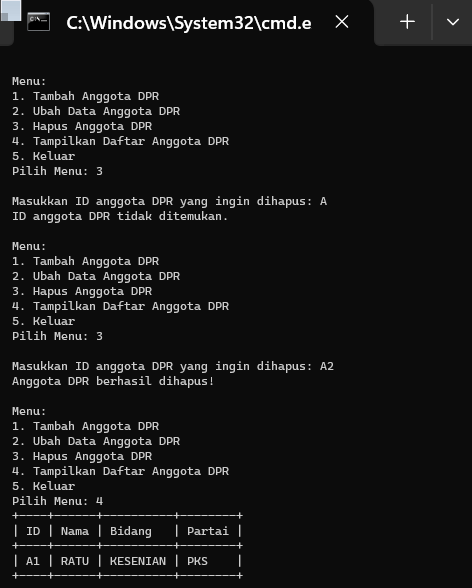 C:\Windows\System32\cmd.e
Menu:
1. Tambah Anggota DPR
2. Ubah Data Anggota DPR
3. Hapus Anggota DPR
4. Tampilkan Daftar Anggota DPR
5. Keluar
Pilih Menu: 3
Masukkan ID anggota DPR yang ingin dihapus: A
ID anggota DPR tidak ditemukan.
Menu:
1. Tambah Anggota DPR
2. Ubah Data Anggota DPR
3. Hapus Anggota DPR
4. Tampilkan Daftar Anggota DPR
5. Keluar
Pilih Menu: 3
Masukkan ID anggota DPR yang ingin dihapus: A2
Anggota DPR berhasil dihapus!
Menu:
1. Tambah Anggota DPR
2. Ubah Data Anggota DPR
3. Hapus Anggota DPR
4. Tampilkan Daftar Anggota DPR
5. Keluar
Pilih Menu: 4
+----+------+----------+--------+
| ID | Nama | Bidang   | Partai |
+----+------+----------+--------+
| A1 | RATU | KESENIAN | PKS    |
+----+------+----------+--------+